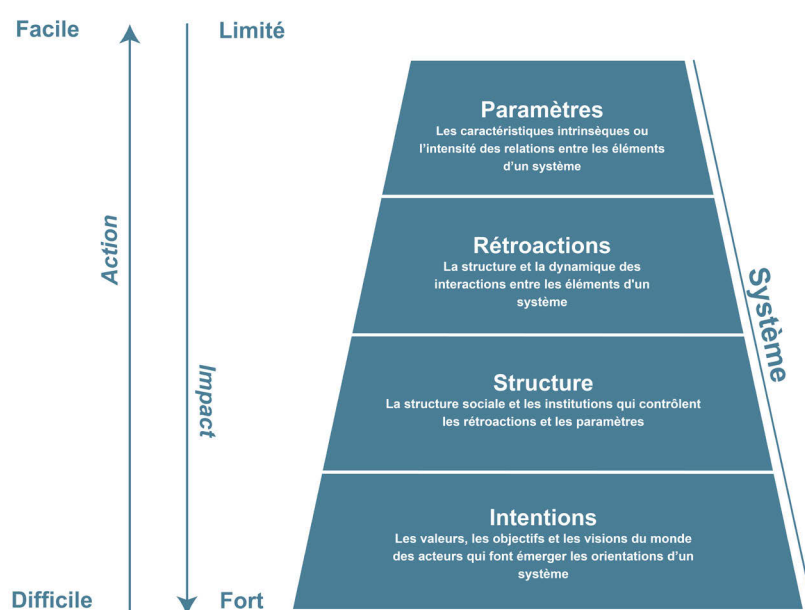 Facile
Limité
Action
Impact
Difficile
Fort
Paramètres
Les caractéristiques intrinsèques ou
l'intensité des relations entre les éléments
d'un système
Rétroactions
La structure et la dynamique des
interactions entre les éléments d'un
système
Structure
La structure sociale et les institutions qui contrôlent
les rétroactions et les paramètres
Intentions
Les valeurs, les objectifs et les visions du monde
des acteurs qui font émerger les orientations d'un
système
Système